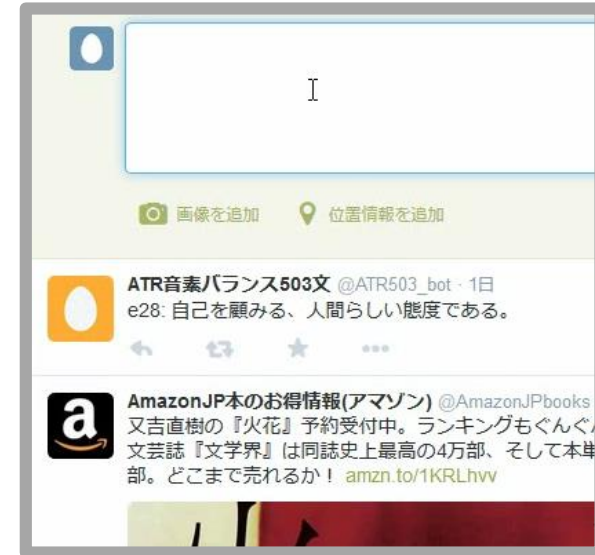 画像を追加 位置情報を追加
ATR音素バランス503文 @ATR503_bot · 1日
e28: 自己を顧みる、人間らしい態度である。
a
AmazonJP本のお得情報(アマゾン) @AmazonJPbooks
又吉直樹の『火花』予約受付中。ランキングもぐんぐん
文芸誌『文学界』は同誌史上最高の4万部、そして本単
部。どこまで売れるか！ amzn.to/1KRLhvv